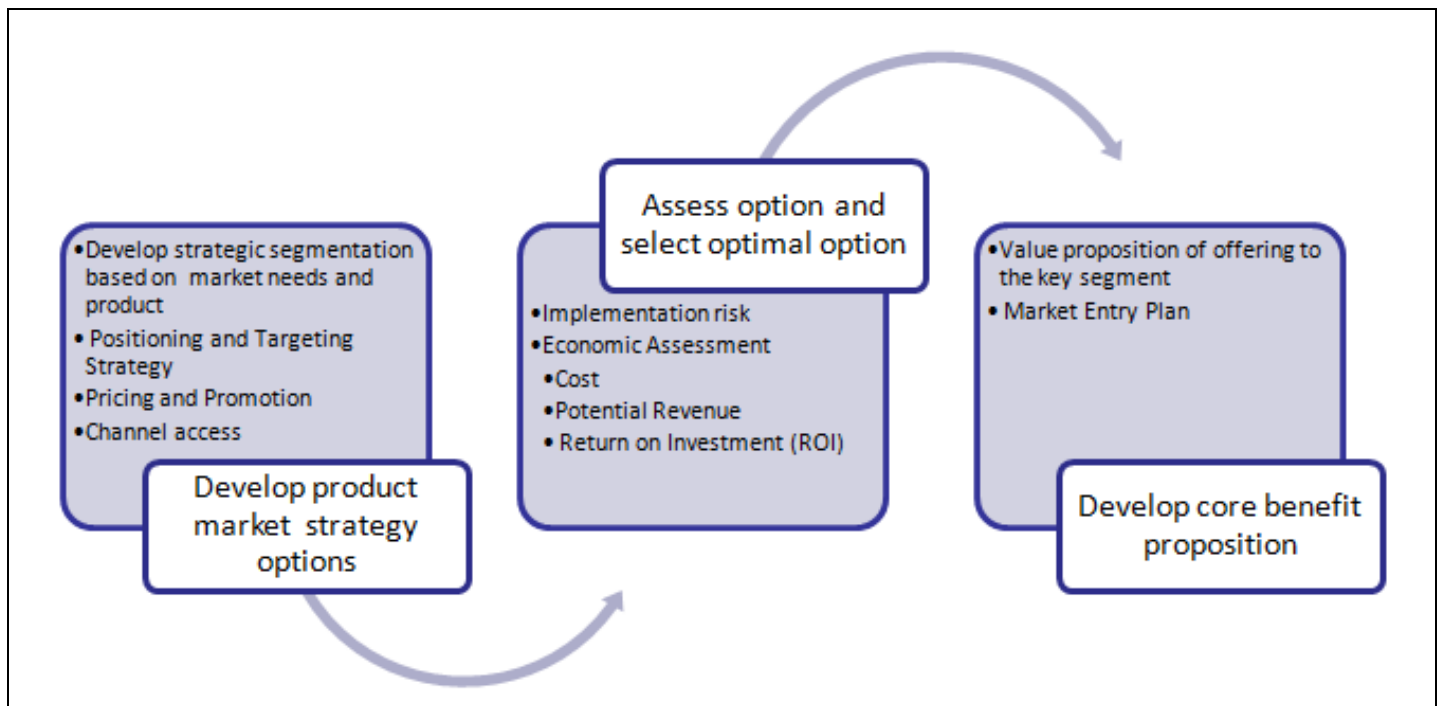 •Develop strategic segmentation
based on market needs and
product
• Positioning and Targeting
Strategy
•Pricing and Promotion
•Channel access
Develop product
market strategy
options
Assess option and
select optimal option
•Implementation risk
•Economic Assessment
•Cost
•Potential Revenue
• Return on Investment (ROI)
•Value proposition of offering to
the key segment
• Market Entry Plan
Develop core benefit
proposition